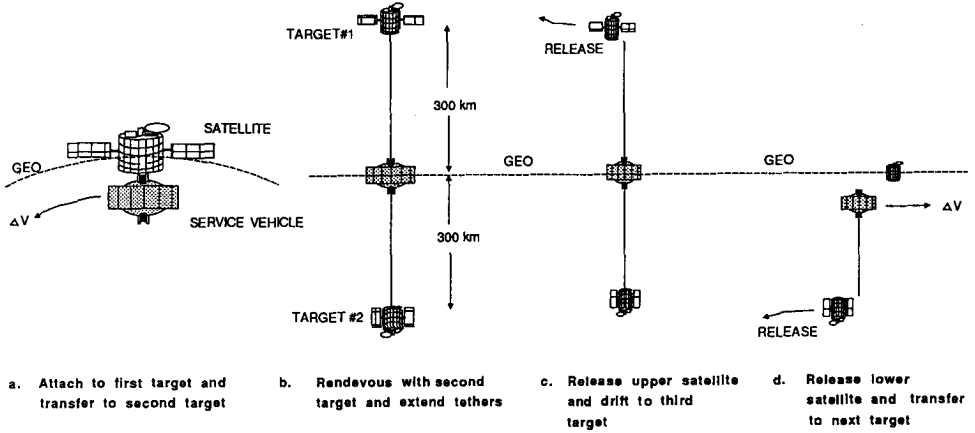 TARGET#1
RELEASE
300 km
SATELLITE
GEO
GEO
GEO
ΔV
SERVICE VEHICLE
ΔV
300 km
TARGET #2
RELEASE
a. Attach to first target and
transfer to second target
b. Rendevous with second
target and extend tethers
c. Release upper satellite
and drift to third
target
d. Release lower
satellite and transfer
to next target